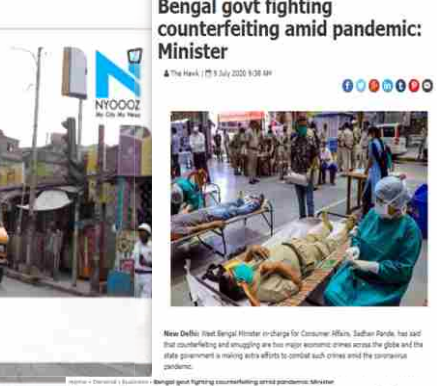 Bengal govt fighting
counterfeiting amid pandemic:
Minister
The Hawk | 9 July 2020 9:38 AM
NYOOOZ
My City My News
New Delhi: West Bengal Minister in-charge for Consumer Affairs, Sadhan Pande, has said
that counterfeiting and smuggling are two major economic crimes across the globe and the
state government is making extra efforts to combat such crimes amid the coronavirus
pandemic.
Home » General » Business » Bengal govt fighting counterfeiting amid pandemic: Minister